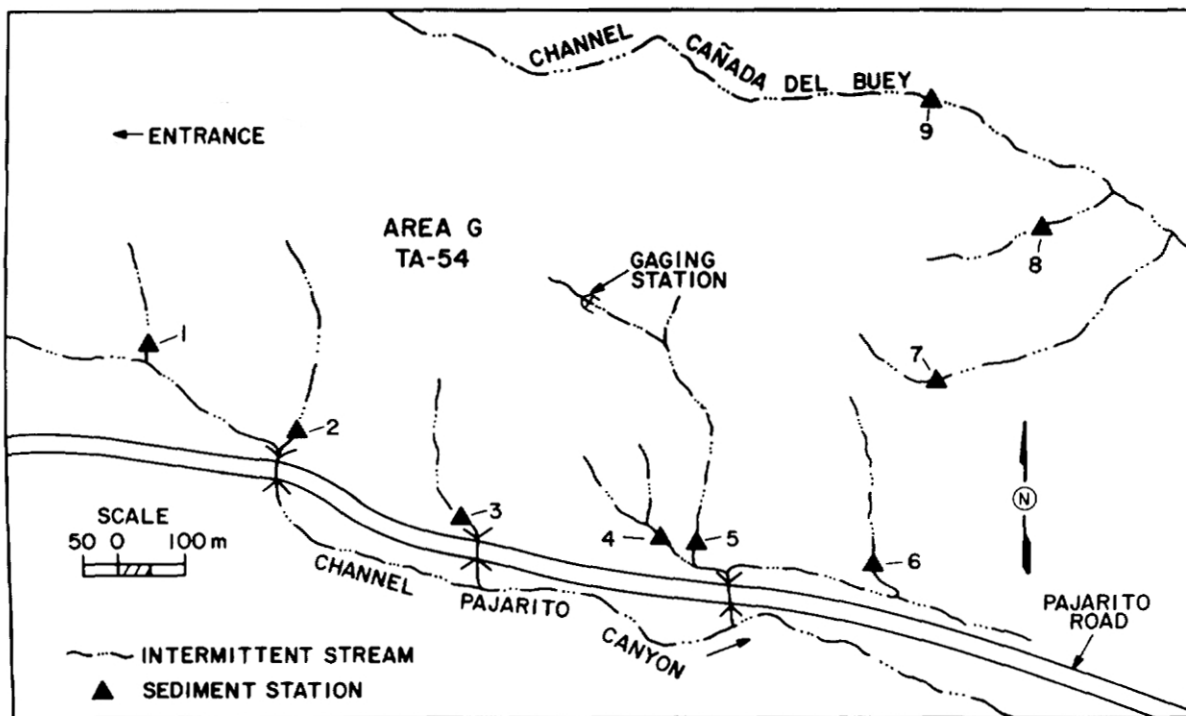 CHANNEL
CAÑADA
DEL BUEY
9
← ENTRANCE
AREA G
TA-54
GAGING
STATION
8
1
7
2
N
3
4
5
6
SCALE
50 0 100 m
CHANNEL
PAJARITO
CANYON
PAJARITO
ROAD
INTERMITTENT STREAM
SEDIMENT STATION